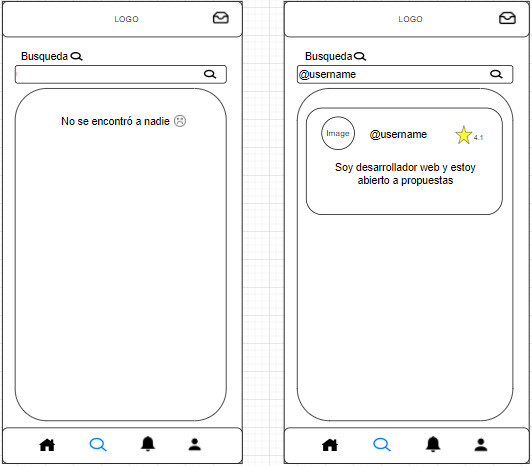 LOGO
Busqueda
No se encontró a nadie
LOGO
Busqueda
@username
Image
@username
4.1
Soy desarrollador web y estoy
abierto a propuestas